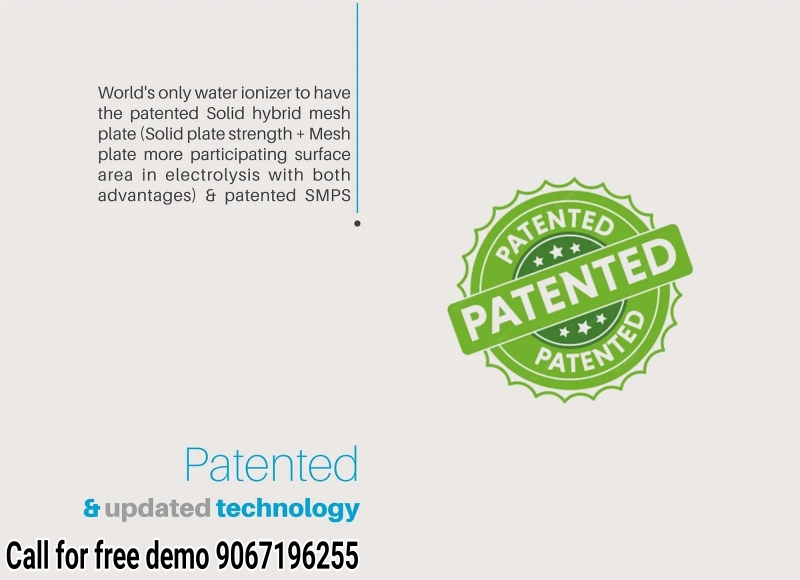 World's only water ionizer to have
the patented Solid hybrid mesh
plate (Solid plate strength + Mesh
plate more participating surface
area in electrolysis with both
advantages) & patented SMPS
PATENTED
PATENTED
PATENTED
Patented
& updated technology
Call for free demo 9067196255